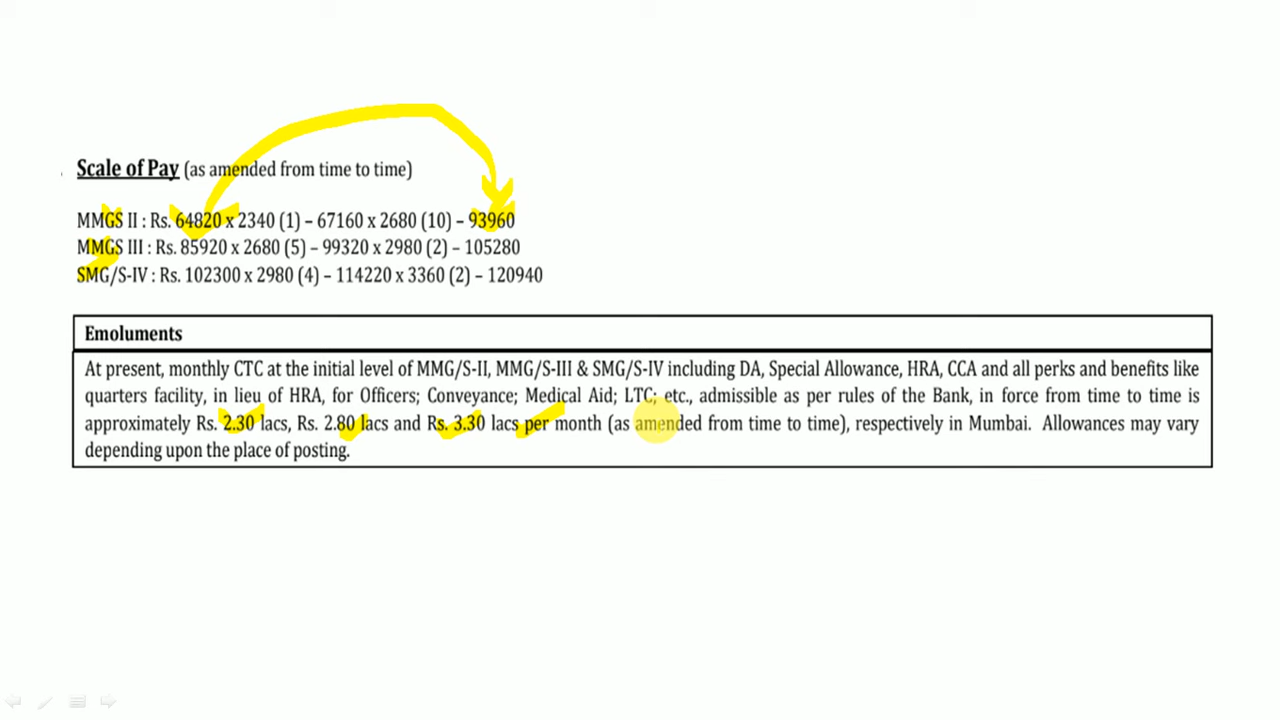 Scale of Pay (as amended from time to time)
MMGS II : Rs. 64820 x 2340 (1) – 67160 x 2680 (10) – 93960
MMGS III : Rs. 85920 x 2680 (5) – 99320 x 2980 (2) – 105280
SMG/S-IV : Rs. 102300 x 2980 (4) – 114220 x 3360 (2) – 120940
Emoluments
At present, monthly CTC at the initial level of MMG/S-II, MMG/S-III & SMG/S-IV including DA, Special Allowance, HRA, CCA and all perks and benefits like
quarters facility, in lieu of HRA, for Officers; Conveyance; Medical Aid; LTC; etc., admissible as per rules of the Bank, in force from time to time is
approximately Rs. 2.30 lacs, Rs. 2.80 lacs and Rs. 3.30 lacs per month (as amended from time to time), respectively in Mumbai. Allowances may vary
depending upon the place of posting.